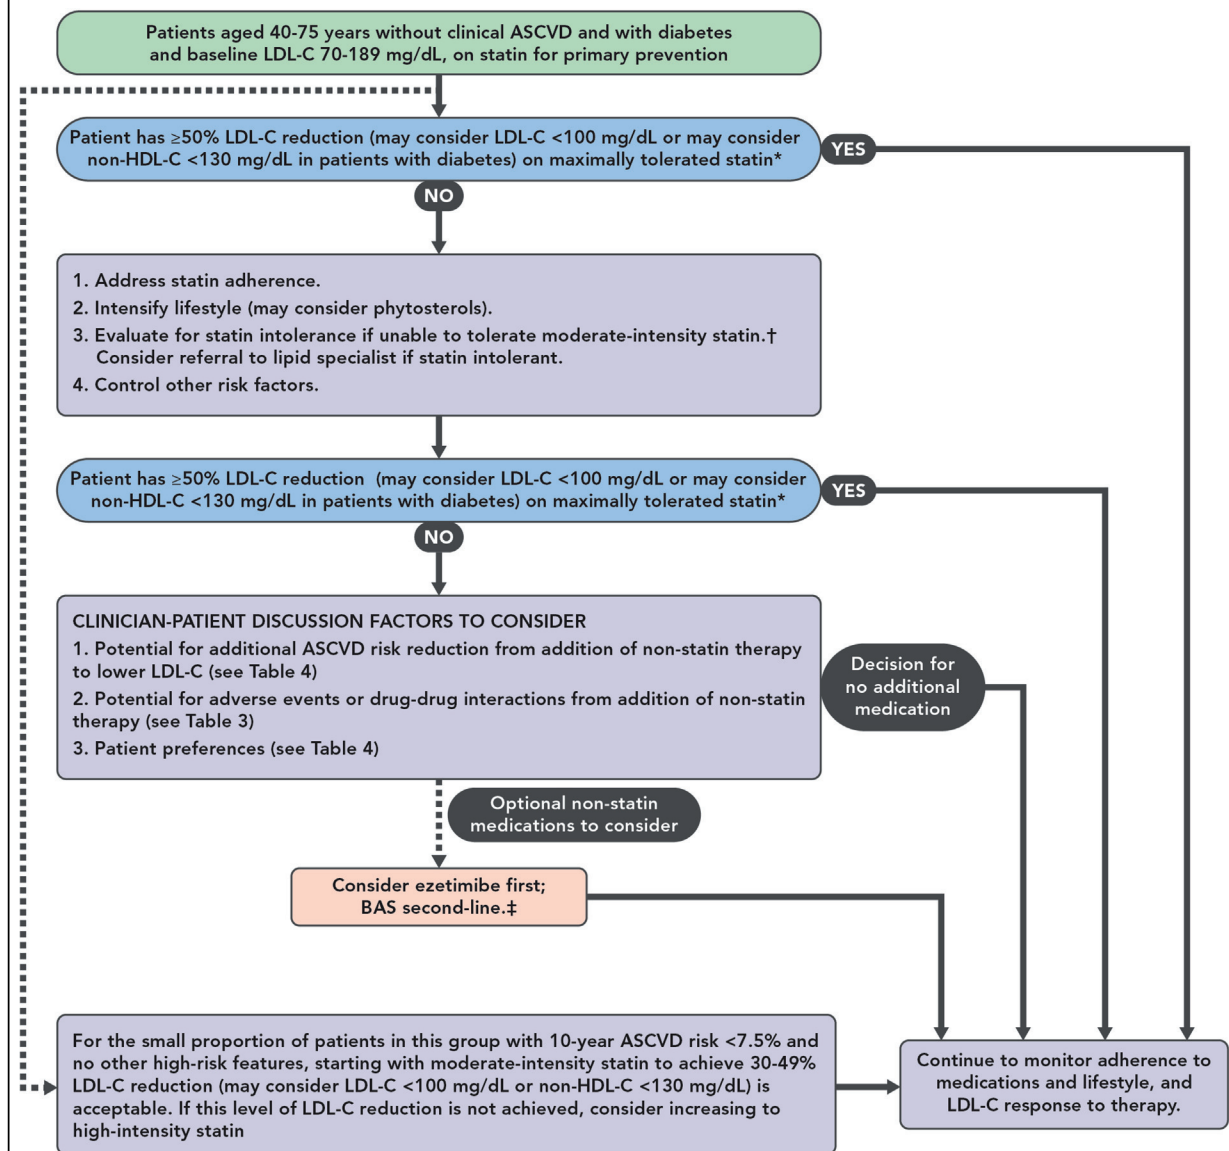 Patients aged 40-75 years without clinical ASCVD and with diabetes
and baseline LDL-C 70-189 mg/dL, on statin for primary prevention
Patient has ≥50% LDL-C reduction (may consider LDL-C <100 mg/dL or may consider
non-HDL-C <130 mg/dL in patients with diabetes) on maximally tolerated statin*
YES
NO
1. Address statin adherence.
2. Intensify lifestyle (may consider phytosterols).
3. Evaluate for statin intolerance if unable to tolerate moderate-intensity statin.†
Consider referral to lipid specialist if statin intolerant.
4. Control other risk factors.
Patient has ≥50% LDL-C reduction (may consider LDL-C <100 mg/dL or may consider
non-HDL-C <130 mg/dL in patients with diabetes) on maximally tolerated statin*
YES
NO
CLINICIAN-PATIENT DISCUSSION FACTORS TO CONSIDER
1. Potential for additional ASCVD risk reduction from addition of non-statin therapy
to lower LDL-C (see Table 4)
2. Potential for adverse events or drug-drug interactions from addition of non-statin
therapy (see Table 3)
3. Patient preferences (see Table 4)
Decision for
no additional
medication
Optional non-statin
medications to consider
Consider ezetimibe first;
BAS second-line.‡
For the small proportion of patients in this group with 10-year ASCVD risk <7.5% and
no other high-risk features, starting with moderate-intensity statin to achieve 30-49%
LDL-C reduction (may consider LDL-C <100 mg/dL or non-HDL-C <130 mg/dL) is
acceptable. If this level of LDL-C reduction is not achieved, consider increasing to
high-intensity statin
Continue to monitor adherence to
medications and lifestyle, and
LDL-C response to therapy.